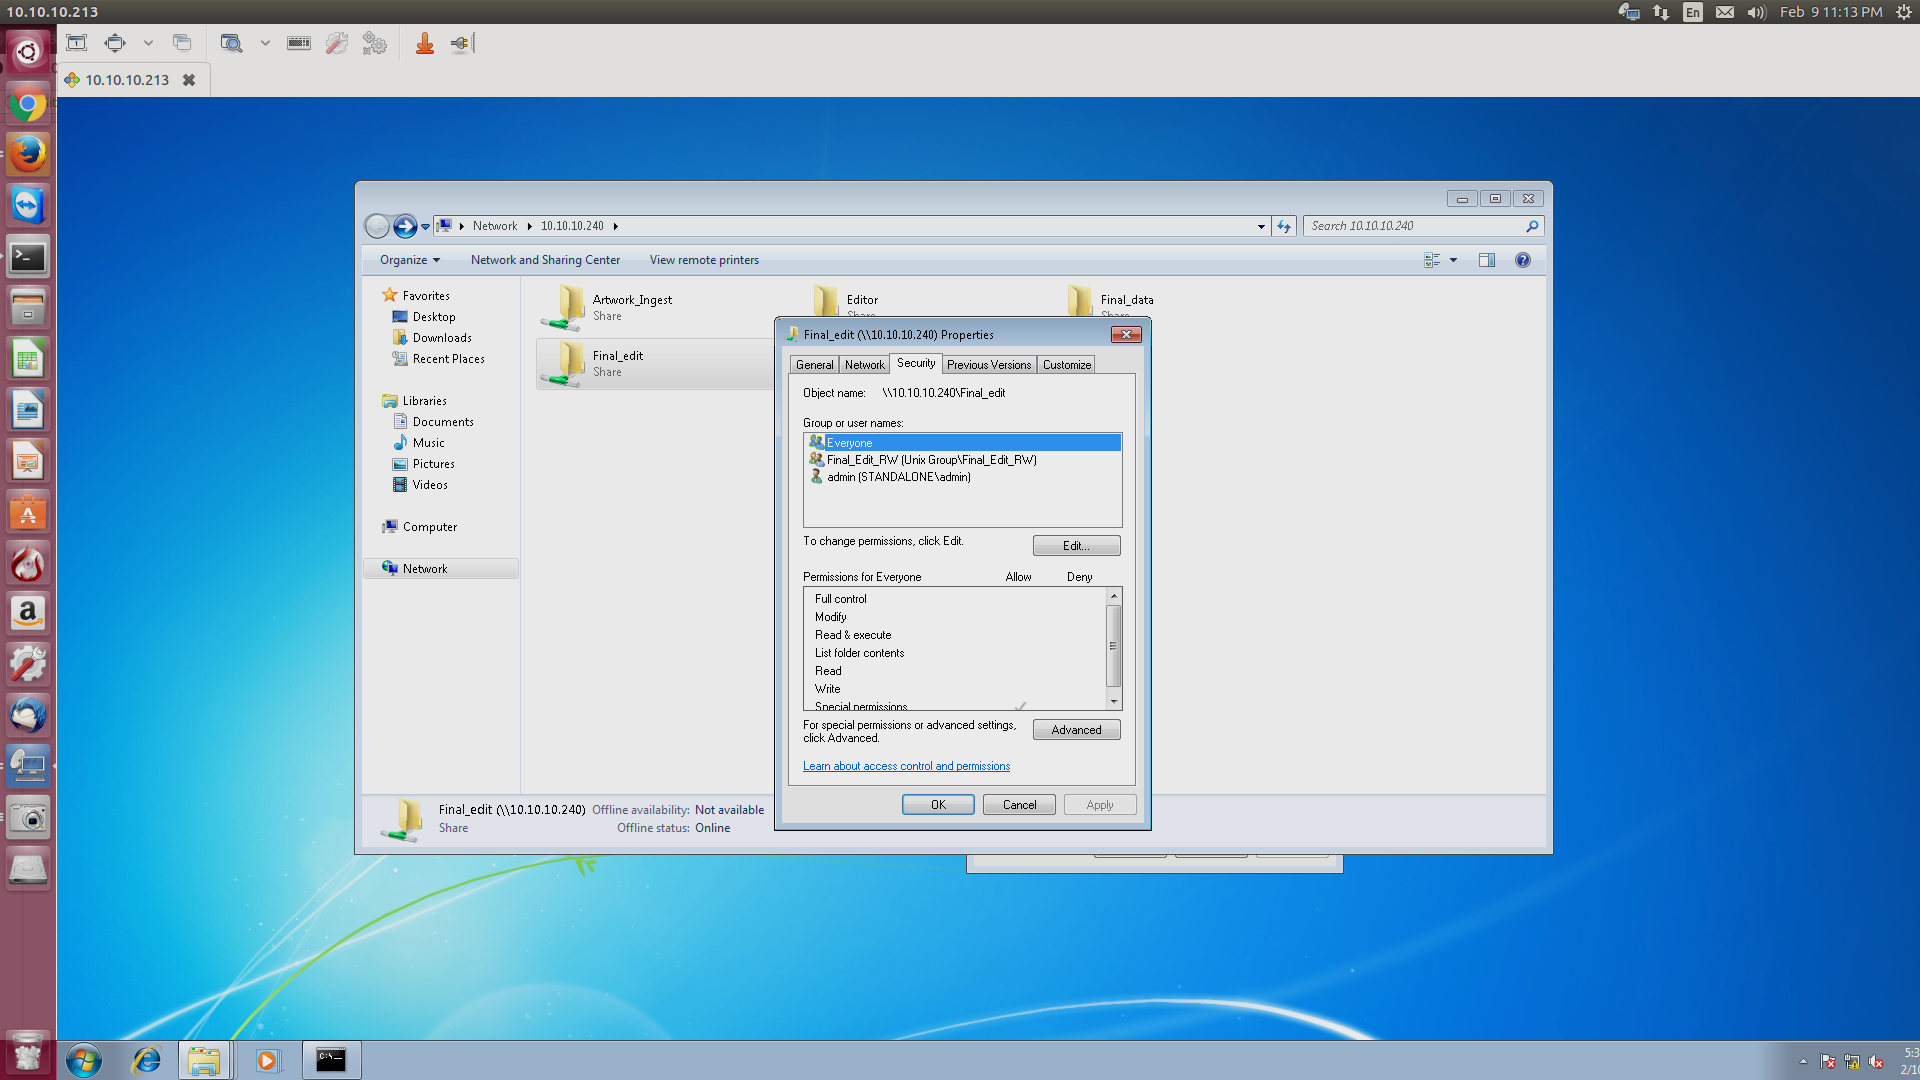 10.10.10.213
En
Feb 9 11:13 PM
10.10.10.213
Network
10.10.10.240
Search 10.10.10.240
Organize
Network and Sharing Center
View remote printers
Favorites
Desktop
Downloads
Recent Places
Libraries
Documents
Music
Pictures
Videos
Computer
Network
Artwork_Ingest
Share
Editor
Share
Final_data
Share
Final_edit
Share
Final_edit (\\10.10.10.240) Properties
General
Network
Security
Previous Versions
Customize
Object name: \\10.10.10.240\Final_edit
Group or user names:
Everyone
Final_Edit_RW (Unix Group\Final_Edit_RW)
admin (STANDALONE\admin)
To change permissions, click Edit.
Edit...
Permissions for Everyone Allow Deny
Full control
Modify
Read & execute
List folder contents
Read
Write
Special permissions
For special permissions or advanced settings,
click Advanced.
Advanced
Learn about access control and permissions
OK
Cancel
Apply
Final_edit (\\10.10.10.240) Offline availability: Not available
Share Offline status: Online
C:\_
5:3
2/10